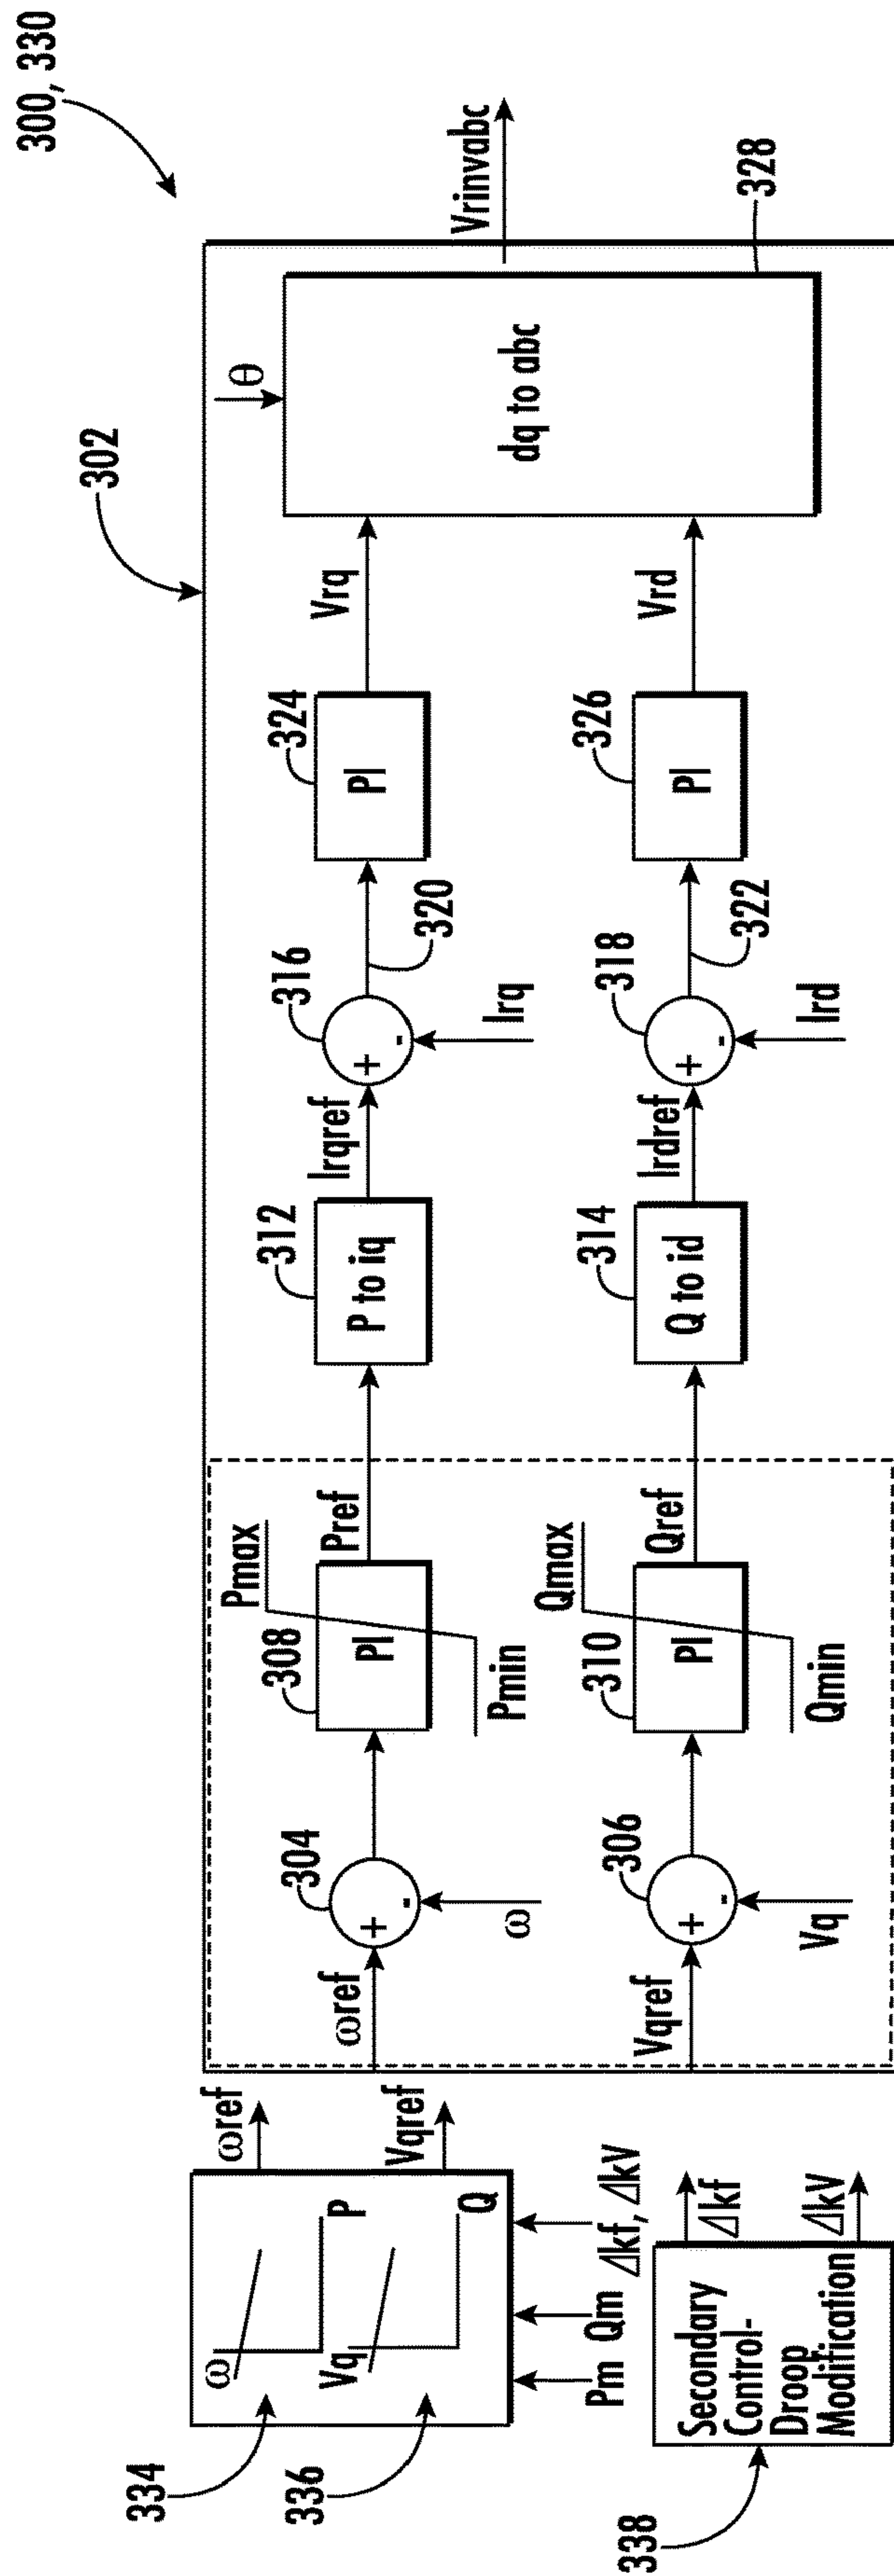 300, 330
302
334
ω
P
336
Vq
Q
ωref
Vqref
Pm
Qm
Δkf, ΔkV
338
Secondary
Control-
Droop
Modification
Δkf
ΔkV
ωref
304
+
-
ω
308
PI
Pmax
Pmin
Pref
312
P to iq
Irqref
316
+
-
Irq
320
324
PI
Vrq
Vqref
306
+
-
Vq
310
PI
Qmax
Qmin
Qref
314
Q to id
Irdref
318
+
-
Ird
322
326
PI
Vrd
θ
dq to abc
328
Vrinvabc